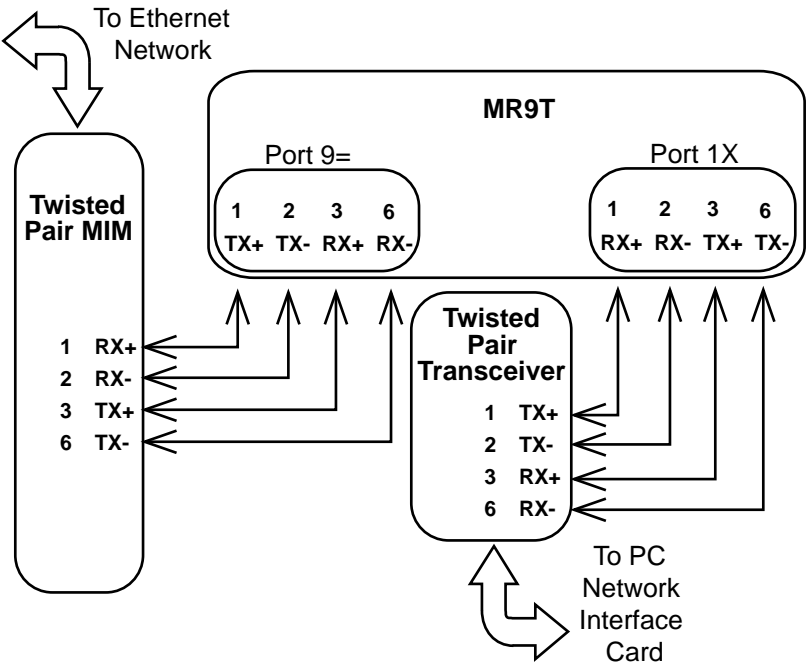 To Ethernet
Network
MR9T
Port 9=
1 2 3 6
TX+ TX- RX+ RX-
Port 1X
1 2 3 6
RX+ RX- TX+ TX-
Twisted
Pair MIM
1 RX+
2 RX-
3 TX+
6 TX-
Twisted
Pair
Transceiver
1 TX+
2 TX-
3 RX+
6 RX-
To PC
Network
Interface
Card